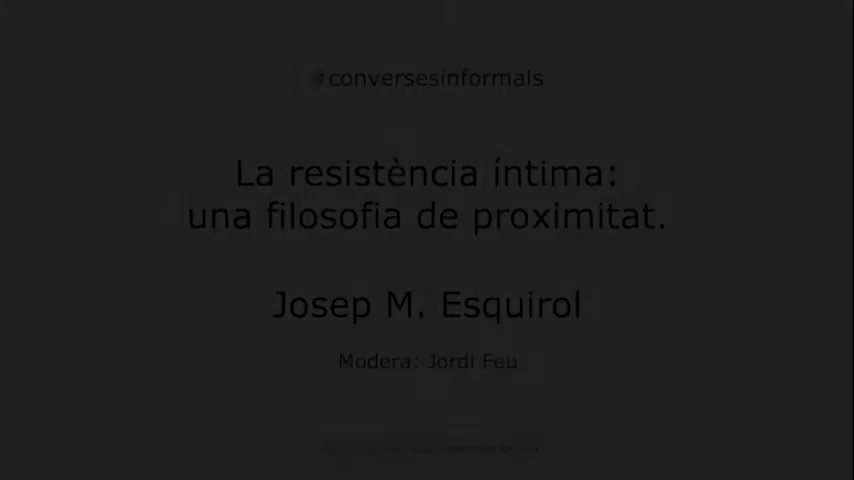 #conversesinformals
La resistència íntima:
una filosofia de proximitat.
Josep M. Esquirol
Modera: Jordi Feu